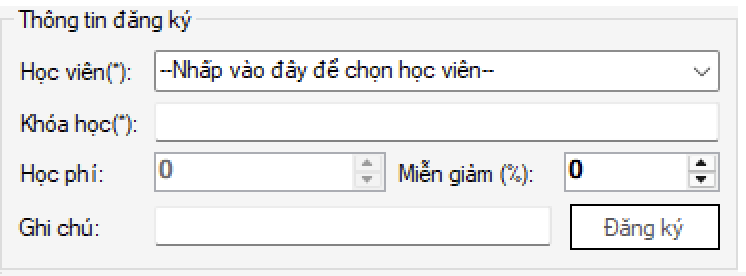 Thông tin đăng ký
Học viên(*): --Nhấp vào đây để chọn học viên--
Khóa học(*):
Học phí: 0 Miễn giảm (%): 0
Ghi chú: Đăng ký